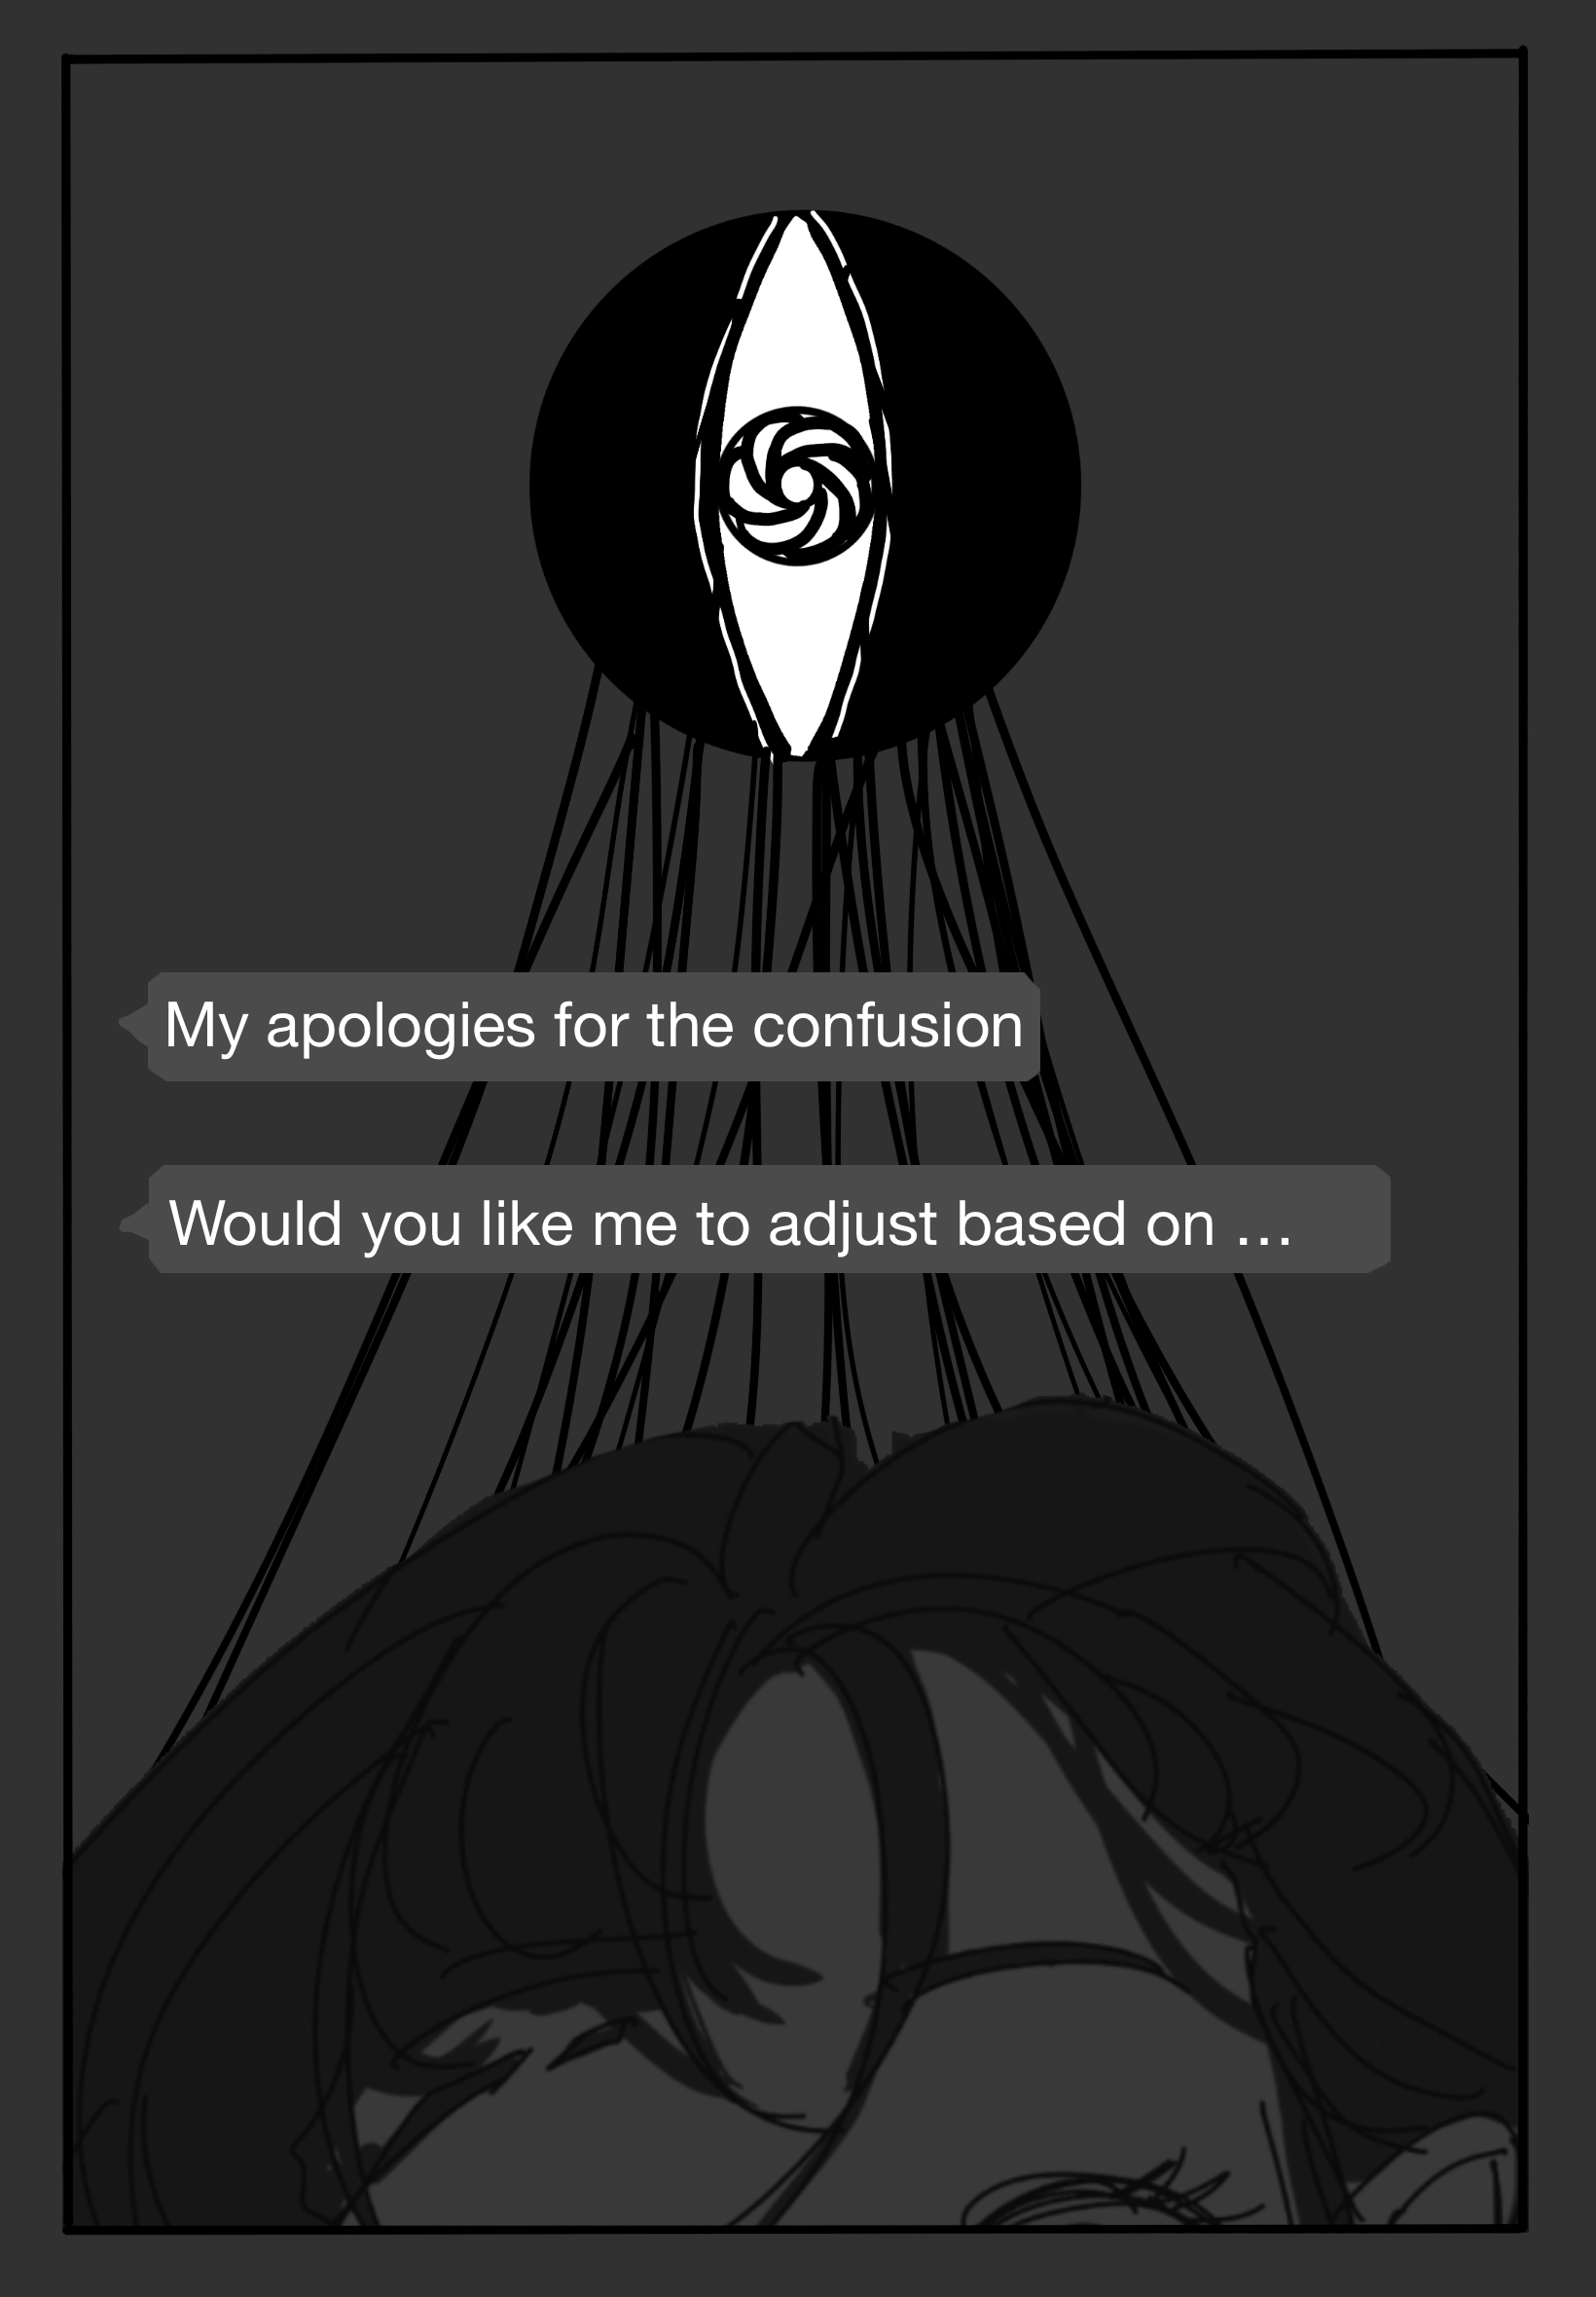 My apologies for the confusion
Would you like me to adjust based on ...